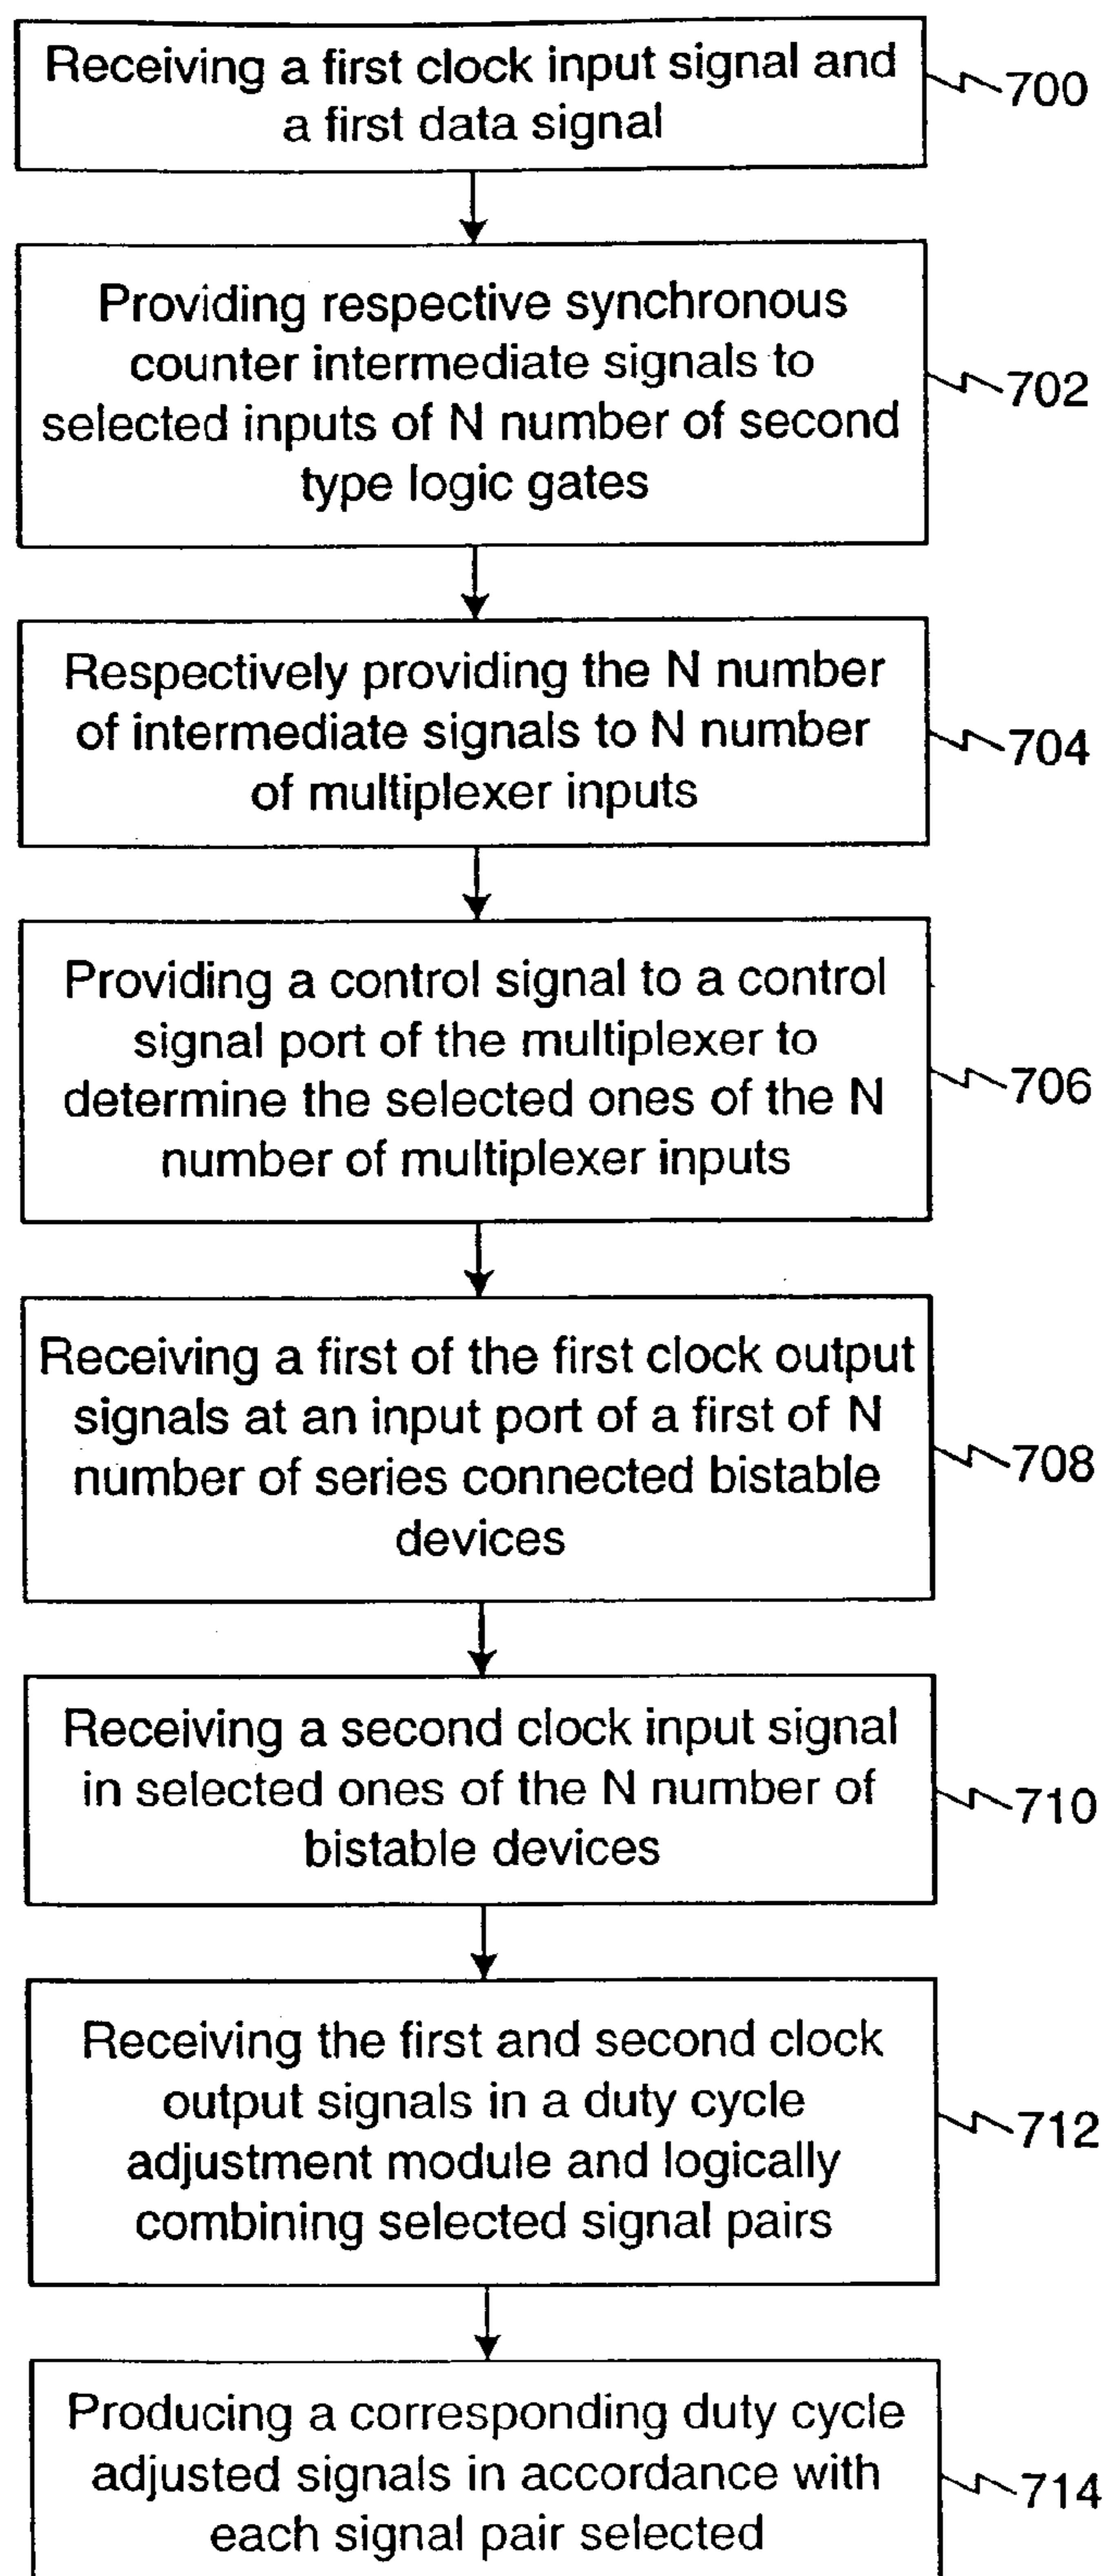 Receiving a first clock input signal and
a first data signal
700
Providing respective synchronous
counter intermediate signals to
selected inputs of N number of second
type logic gates
702
Respectively providing the N number
of intermediate signals to N number
of multiplexer inputs
704
Providing a control signal to a control
signal port of the multiplexer to
determine the selected ones of the N
number of multiplexer inputs
706
Receiving a first of the first clock output
signals at an input port of a first of N
number of series connected bistable
devices
708
Receiving a second clock input signal
in selected ones of the N number of
bistable devices
710
Receiving the first and second clock
output signals in a duty cycle
adjustment module and logically
combining selected signal pairs
712
Producing a corresponding duty cycle
adjusted signals in accordance with
each signal pair selected
714